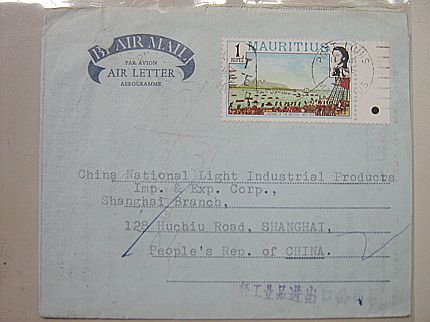 BY AIR MAIL
PAR AVION
AIR LETTER
AEROGRAMME
1
RUPEE
MAURITIUS
China National Light Industrial Products
Imp. & Exp. Corp.,
Shanghai Branch,
128 Huchiu Road, SHANGHAI,
People's Rep. of CHINA.